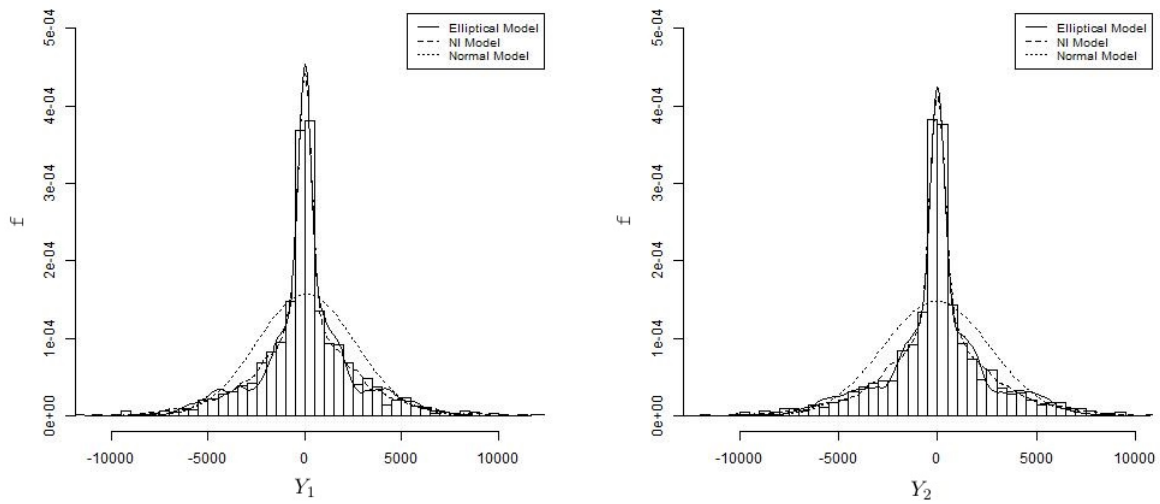 Elliptical Model
NI Model
Normal Model
5e-04
4e-04
3e-04
2e-04
1e-04
0e+00
f
-10000 -5000 0 5000 10000
Y1
Elliptical Model
NI Model
Normal Model
5e-04
4e-04
3e-04
2e-04
1e-04
0e+00
f
-10000 -5000 0 5000 10000
Y2